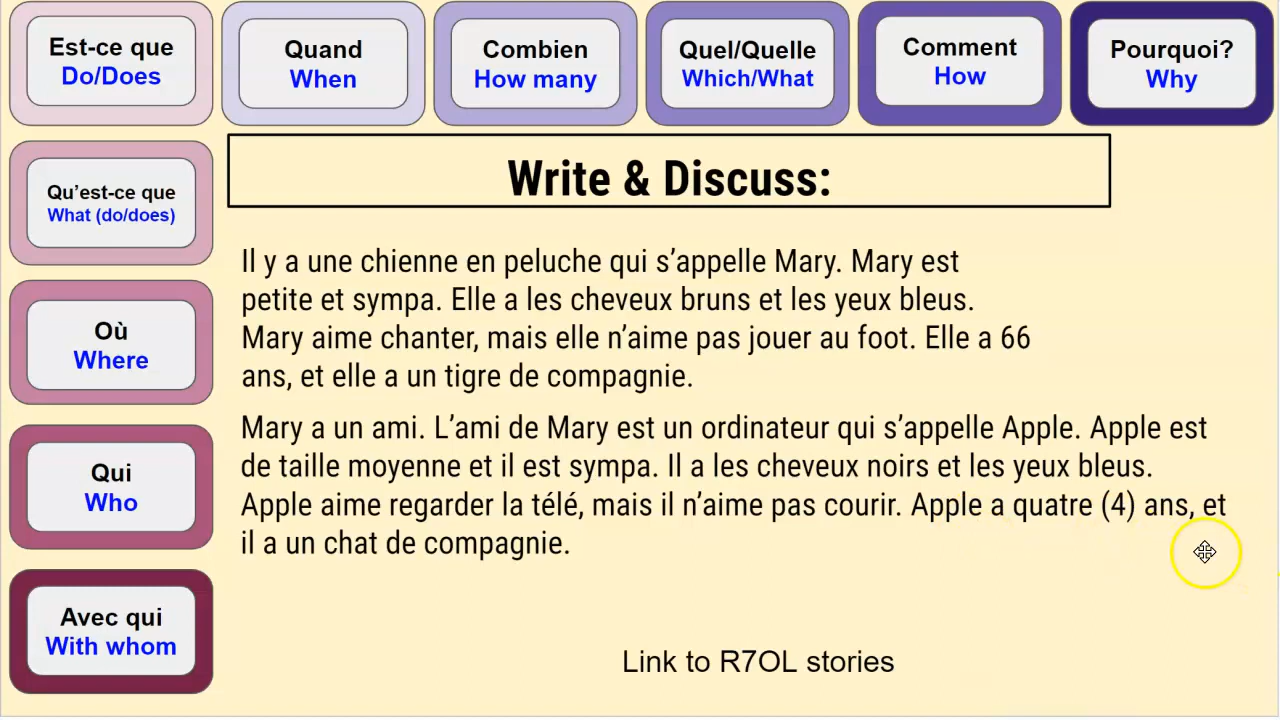 Est-ce que
Do/Does
Quand
When
Combien
How many
Quel/Quelle
Which/What
Comment
How
Pourquoi?
Why
Qu’est-ce que
What (do/does)
Où
Where
Qui
Who
Avec qui
With whom
Write & Discuss:
Il y a une chienne en peluche qui s’appelle Mary. Mary est
petite et sympa. Elle a les cheveux bruns et les yeux bleus.
Mary aime chanter, mais elle n’aime pas jouer au foot. Elle a 66
ans, et elle a un tigre de compagnie.
Mary a un ami. L’ami de Mary est un ordinateur qui s’appelle Apple. Apple est
de taille moyenne et il est sympa. Il a les cheveux noirs et les yeux bleus.
Apple aime regarder la télé, mais il n’aime pas courir. Apple a quatre (4) ans, et
il a un chat de compagnie.
Link to R7OL stories